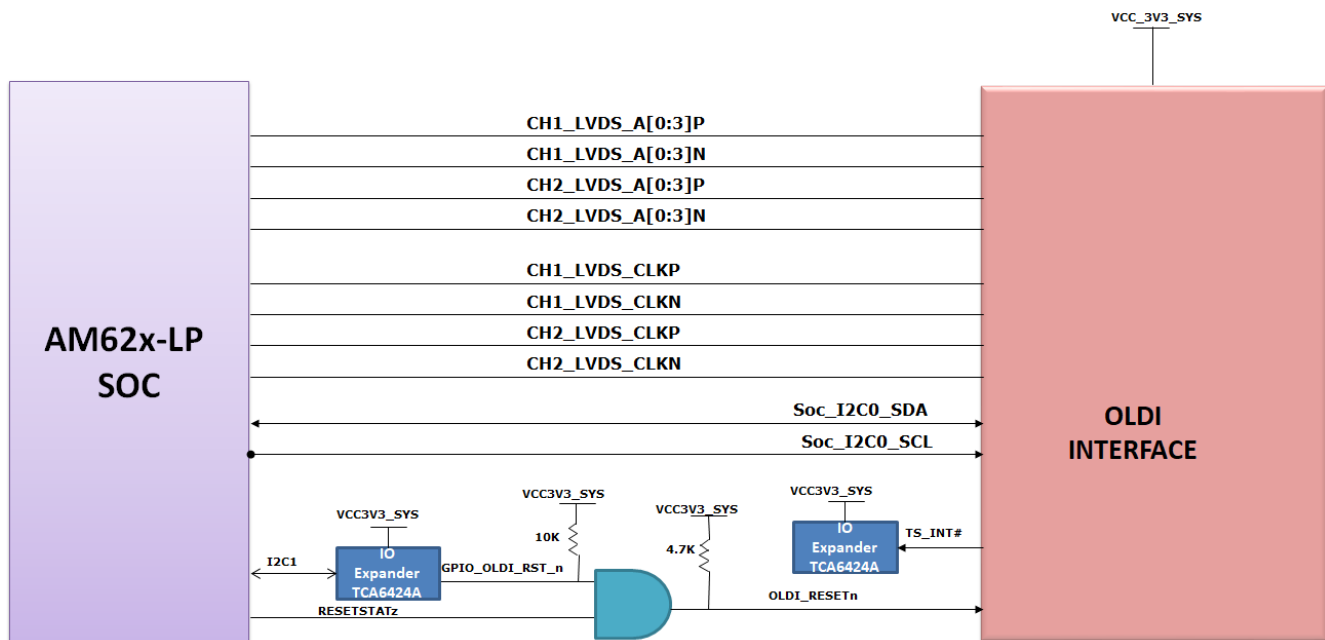 VCC_3V3_SYS
CH1_LVDS_A[0:3]P
CH1_LVDS_A[0:3]N
CH2_LVDS_A[0:3]P
CH2_LVDS_A[0:3]N
CH1_LVDS_CLKP
CH1_LVDS_CLKN
CH2_LVDS_CLKP
CH2_LVDS_CLKN
AM62x-LP
SOC
Soc_I2C0_SDA
Soc_I2C0_SCL
OLDI
INTERFACE
VCC3V3_SYS
IO
Expander
TCA6424A
I2C1
GPIO_OLDI_RST_n
RESETSTATz
VCC3V3_SYS
10K
VCC3V3_SYS
4.7K
OLDI_RESETn
VCC3V3_SYS
IO
Expander
TCA6424A
TS_INT#